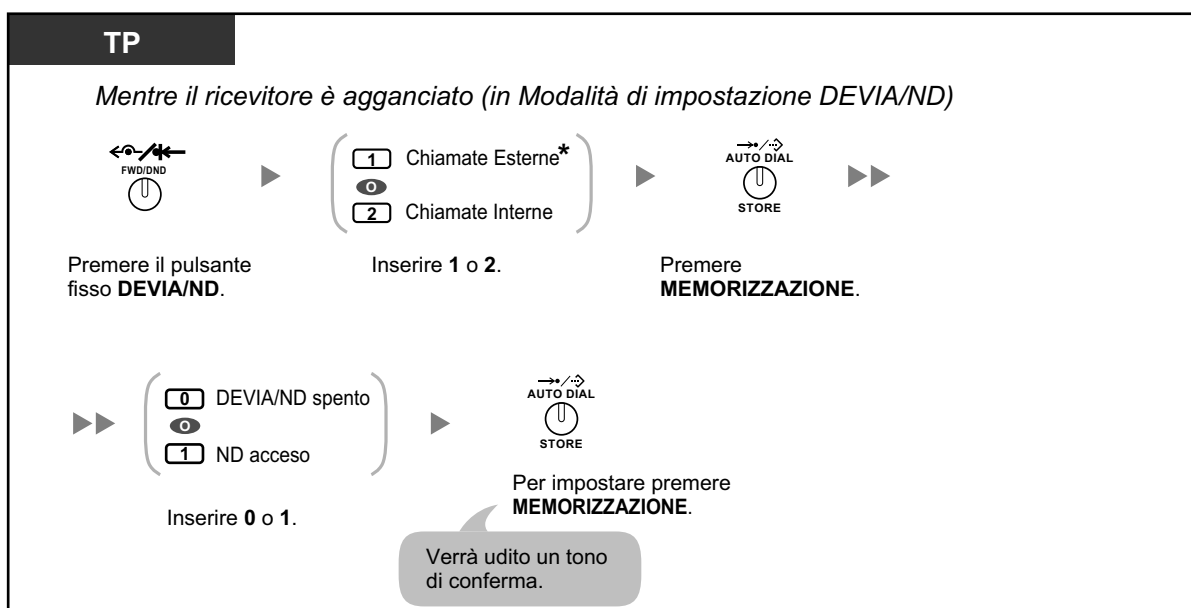 TP
Mentre il ricevitore è agganciato (in Modalità di impostazione DEVIA/ND)
FWD/DND
1 Chiamate Esterne*
O
2 Chiamate Interne
AUTO DIAL
STORE
Premere il pulsante
fisso DEVIA/ND.
Inserire 1 o 2.
Premere
MEMORIZZAZIONE.
0 DEVIA/ND spento
O
1 ND acceso
AUTO DIAL
STORE
Inserire 0 o 1.
Per impostare premere
MEMORIZZAZIONE.
Verrà udito un tono
di conferma.